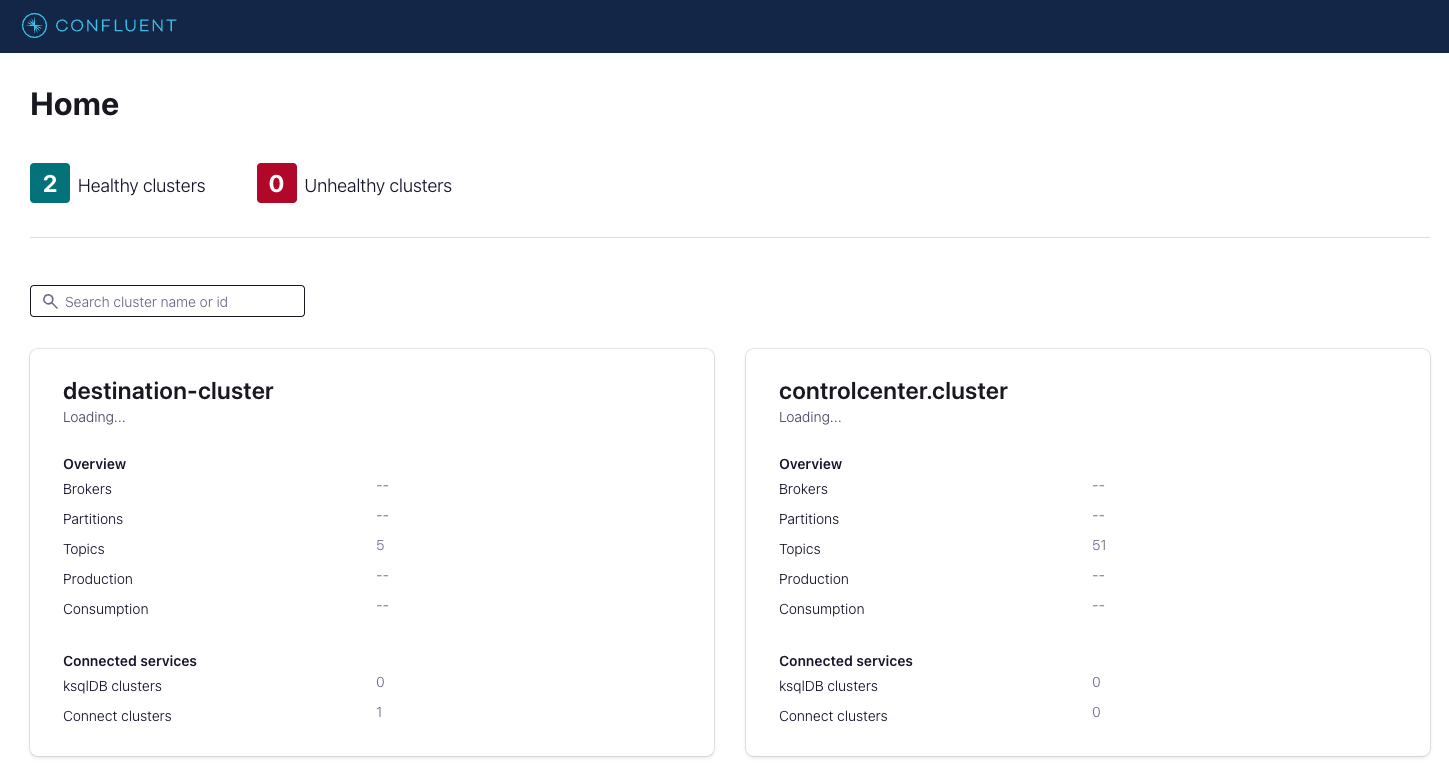 CONFLUENT
Home
2 Healthy clusters 0 Unhealthy clusters
Search cluster name or id
destination-cluster
Loading...
Overview
Brokers --
Partitions --
Topics 5
Production --
Consumption --
Connected services
ksqlDB clusters 0
Connect clusters 1
controlcenter.cluster
Loading...
Overview
Brokers --
Partitions --
Topics 51
Production --
Consumption --
Connected services
ksqlDB clusters 0
Connect clusters 0